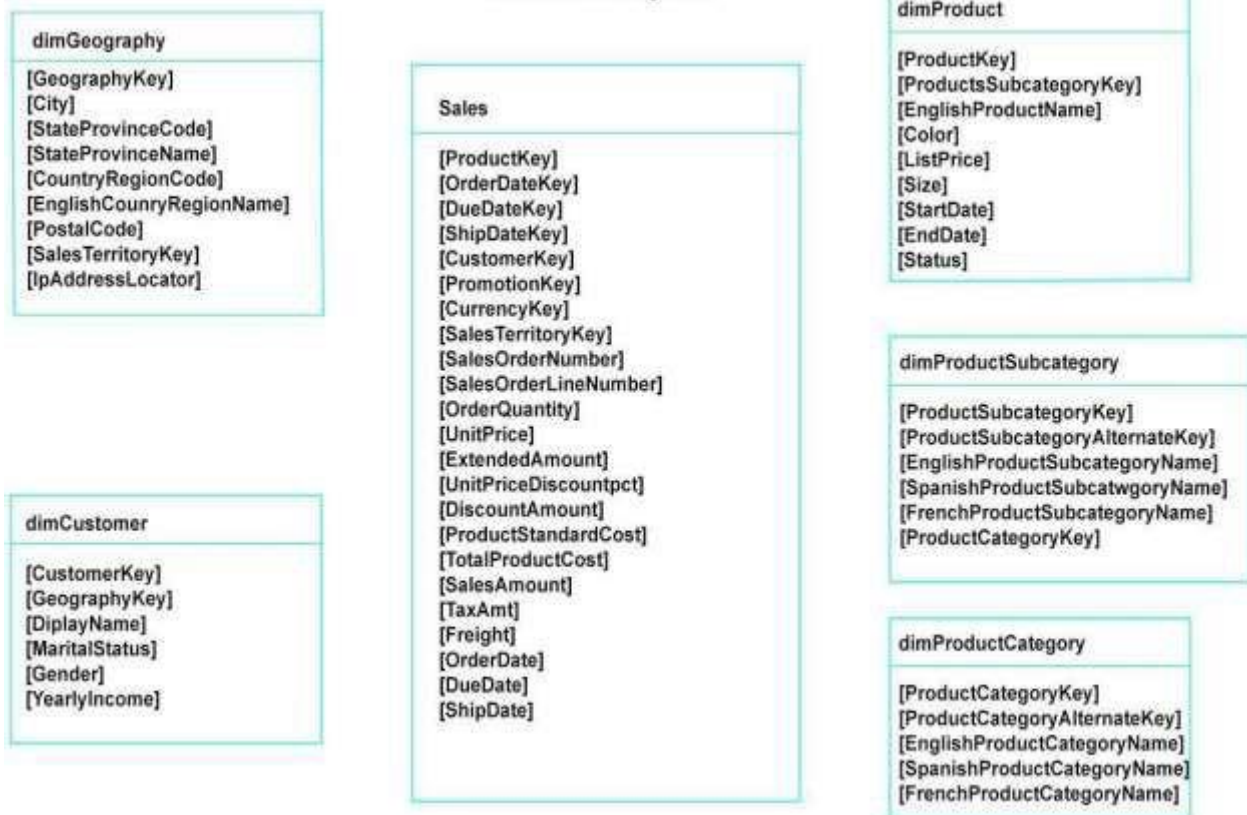 dimGeography
[GeographyKey]
[City]
[StateProvinceCode]
[StateProvinceName]
[CountryRegionCode]
[EnglishCounryRegionName]
[PostalCode]
[SalesTerritoryKey]
[IpAddressLocator]
dimCustomer
[CustomerKey]
[GeographyKey]
[DiplayName]
[MaritalStatus]
[Gender]
[YearlyIncome]
Sales
[ProductKey]
[OrderDateKey]
[DueDateKey]
[ShipDateKey]
[CustomerKey]
[PromotionKey]
[CurrencyKey]
[SalesTerritoryKey]
[SalesOrderNumber]
[SalesOrderLineNumber]
[OrderQuantity]
[UnitPrice]
[ExtendedAmount]
[UnitPriceDiscountpct]
[DiscountAmount]
[ProductStandardCost]
[TotalProductCost]
[SalesAmount]
[TaxAmt]
[Freight]
[OrderDate]
[DueDate]
[ShipDate]
dimProduct
[ProductKey]
[ProductsSubcategoryKey]
[EnglishProductName]
[Color]
[ListPrice]
[Size]
[StartDate]
[EndDate]
[Status]
dimProductSubcategory
[ProductSubcategoryKey]
[ProductSubcategoryAlternateKey]
[EnglishProductSubcategoryName]
[SpanishProductSubcatwgoryName]
[FrenchProductSubcategoryName]
[ProductCategoryKey]
dimProductCategory
[ProductCategoryKey]
[ProductCategoryAlternateKey]
[EnglishProductCategoryName]
[SpanishProductCategoryName]
[FrenchProductCategoryName]